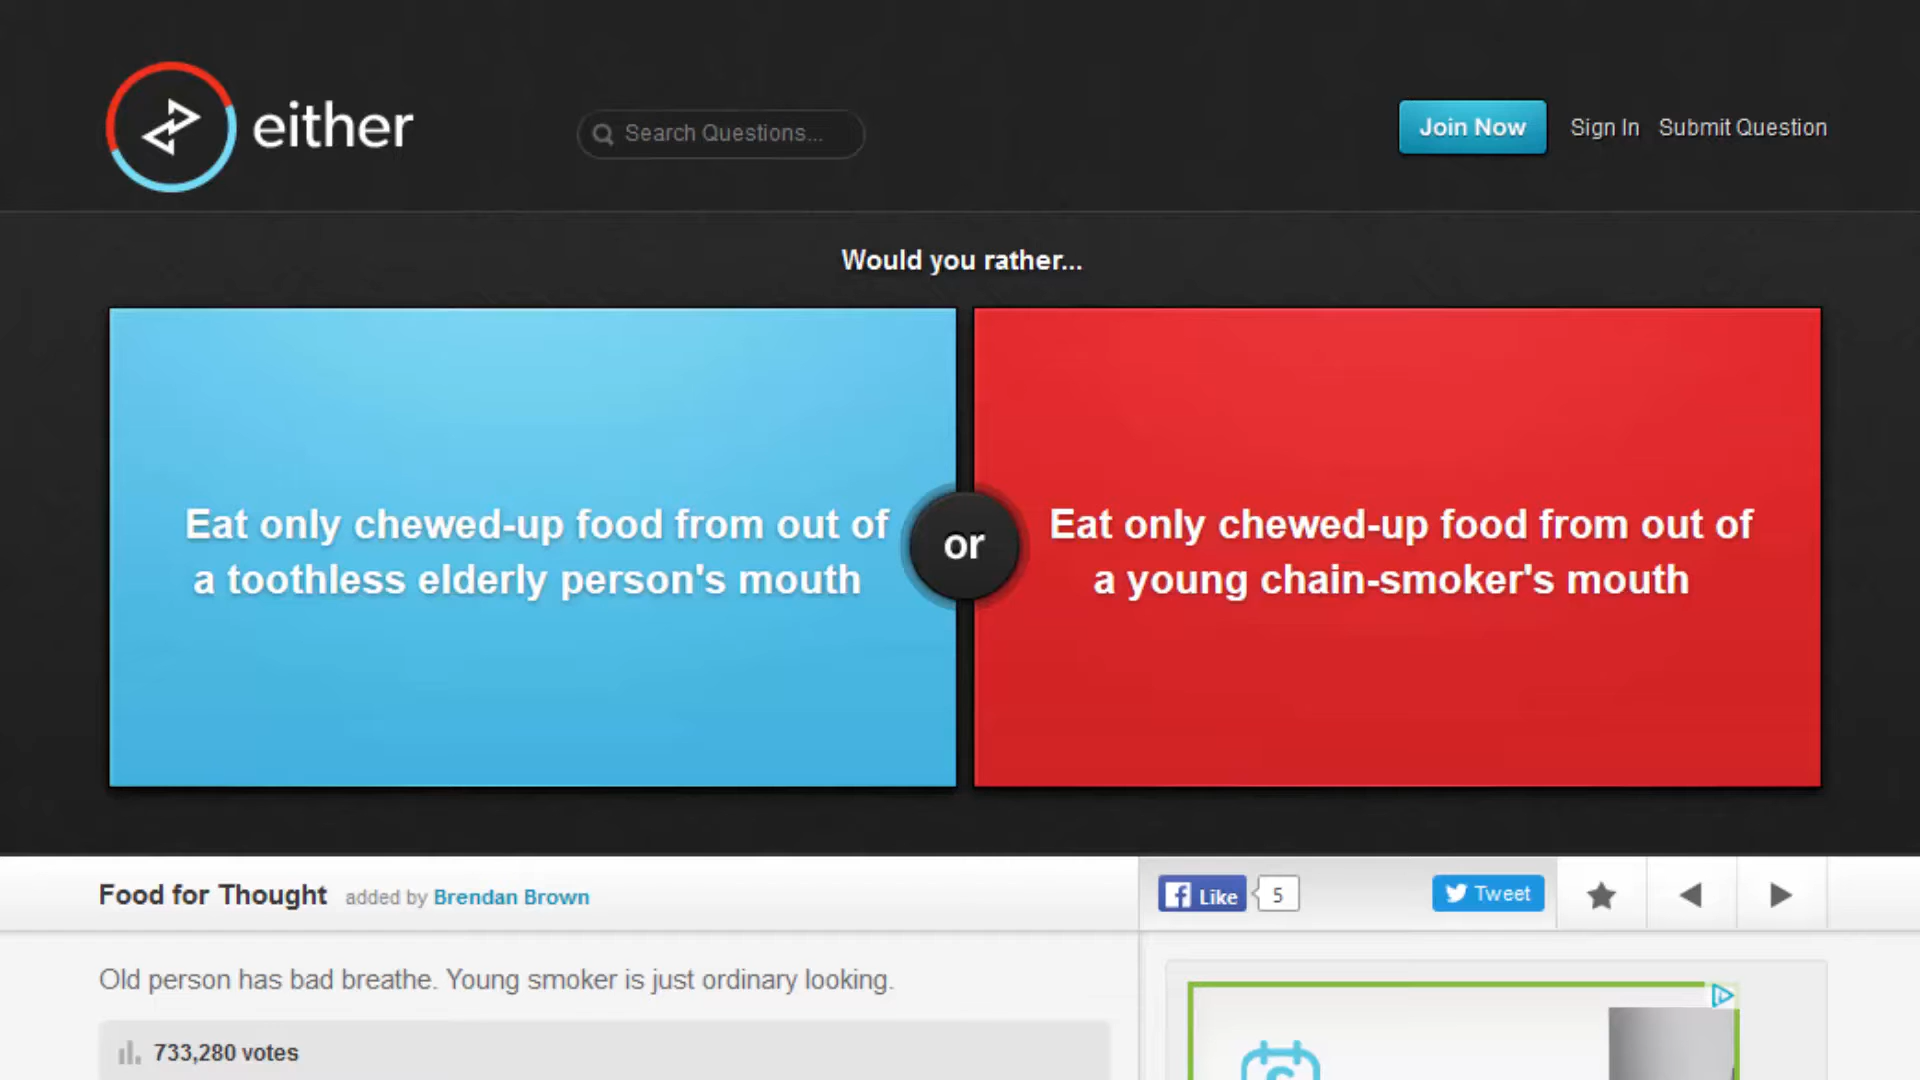 either
Search Questions...
Join Now
Sign In
Submit Question
Would you rather...
Eat only chewed-up food from out of
a toothless elderly person's mouth
or
Eat only chewed-up food from out of
a young chain-smoker's mouth
Food for Thought added by Brendan Brown
Like
5
Tweet
Old person has bad breathe. Young smoker is just ordinary looking.
733,280 votes